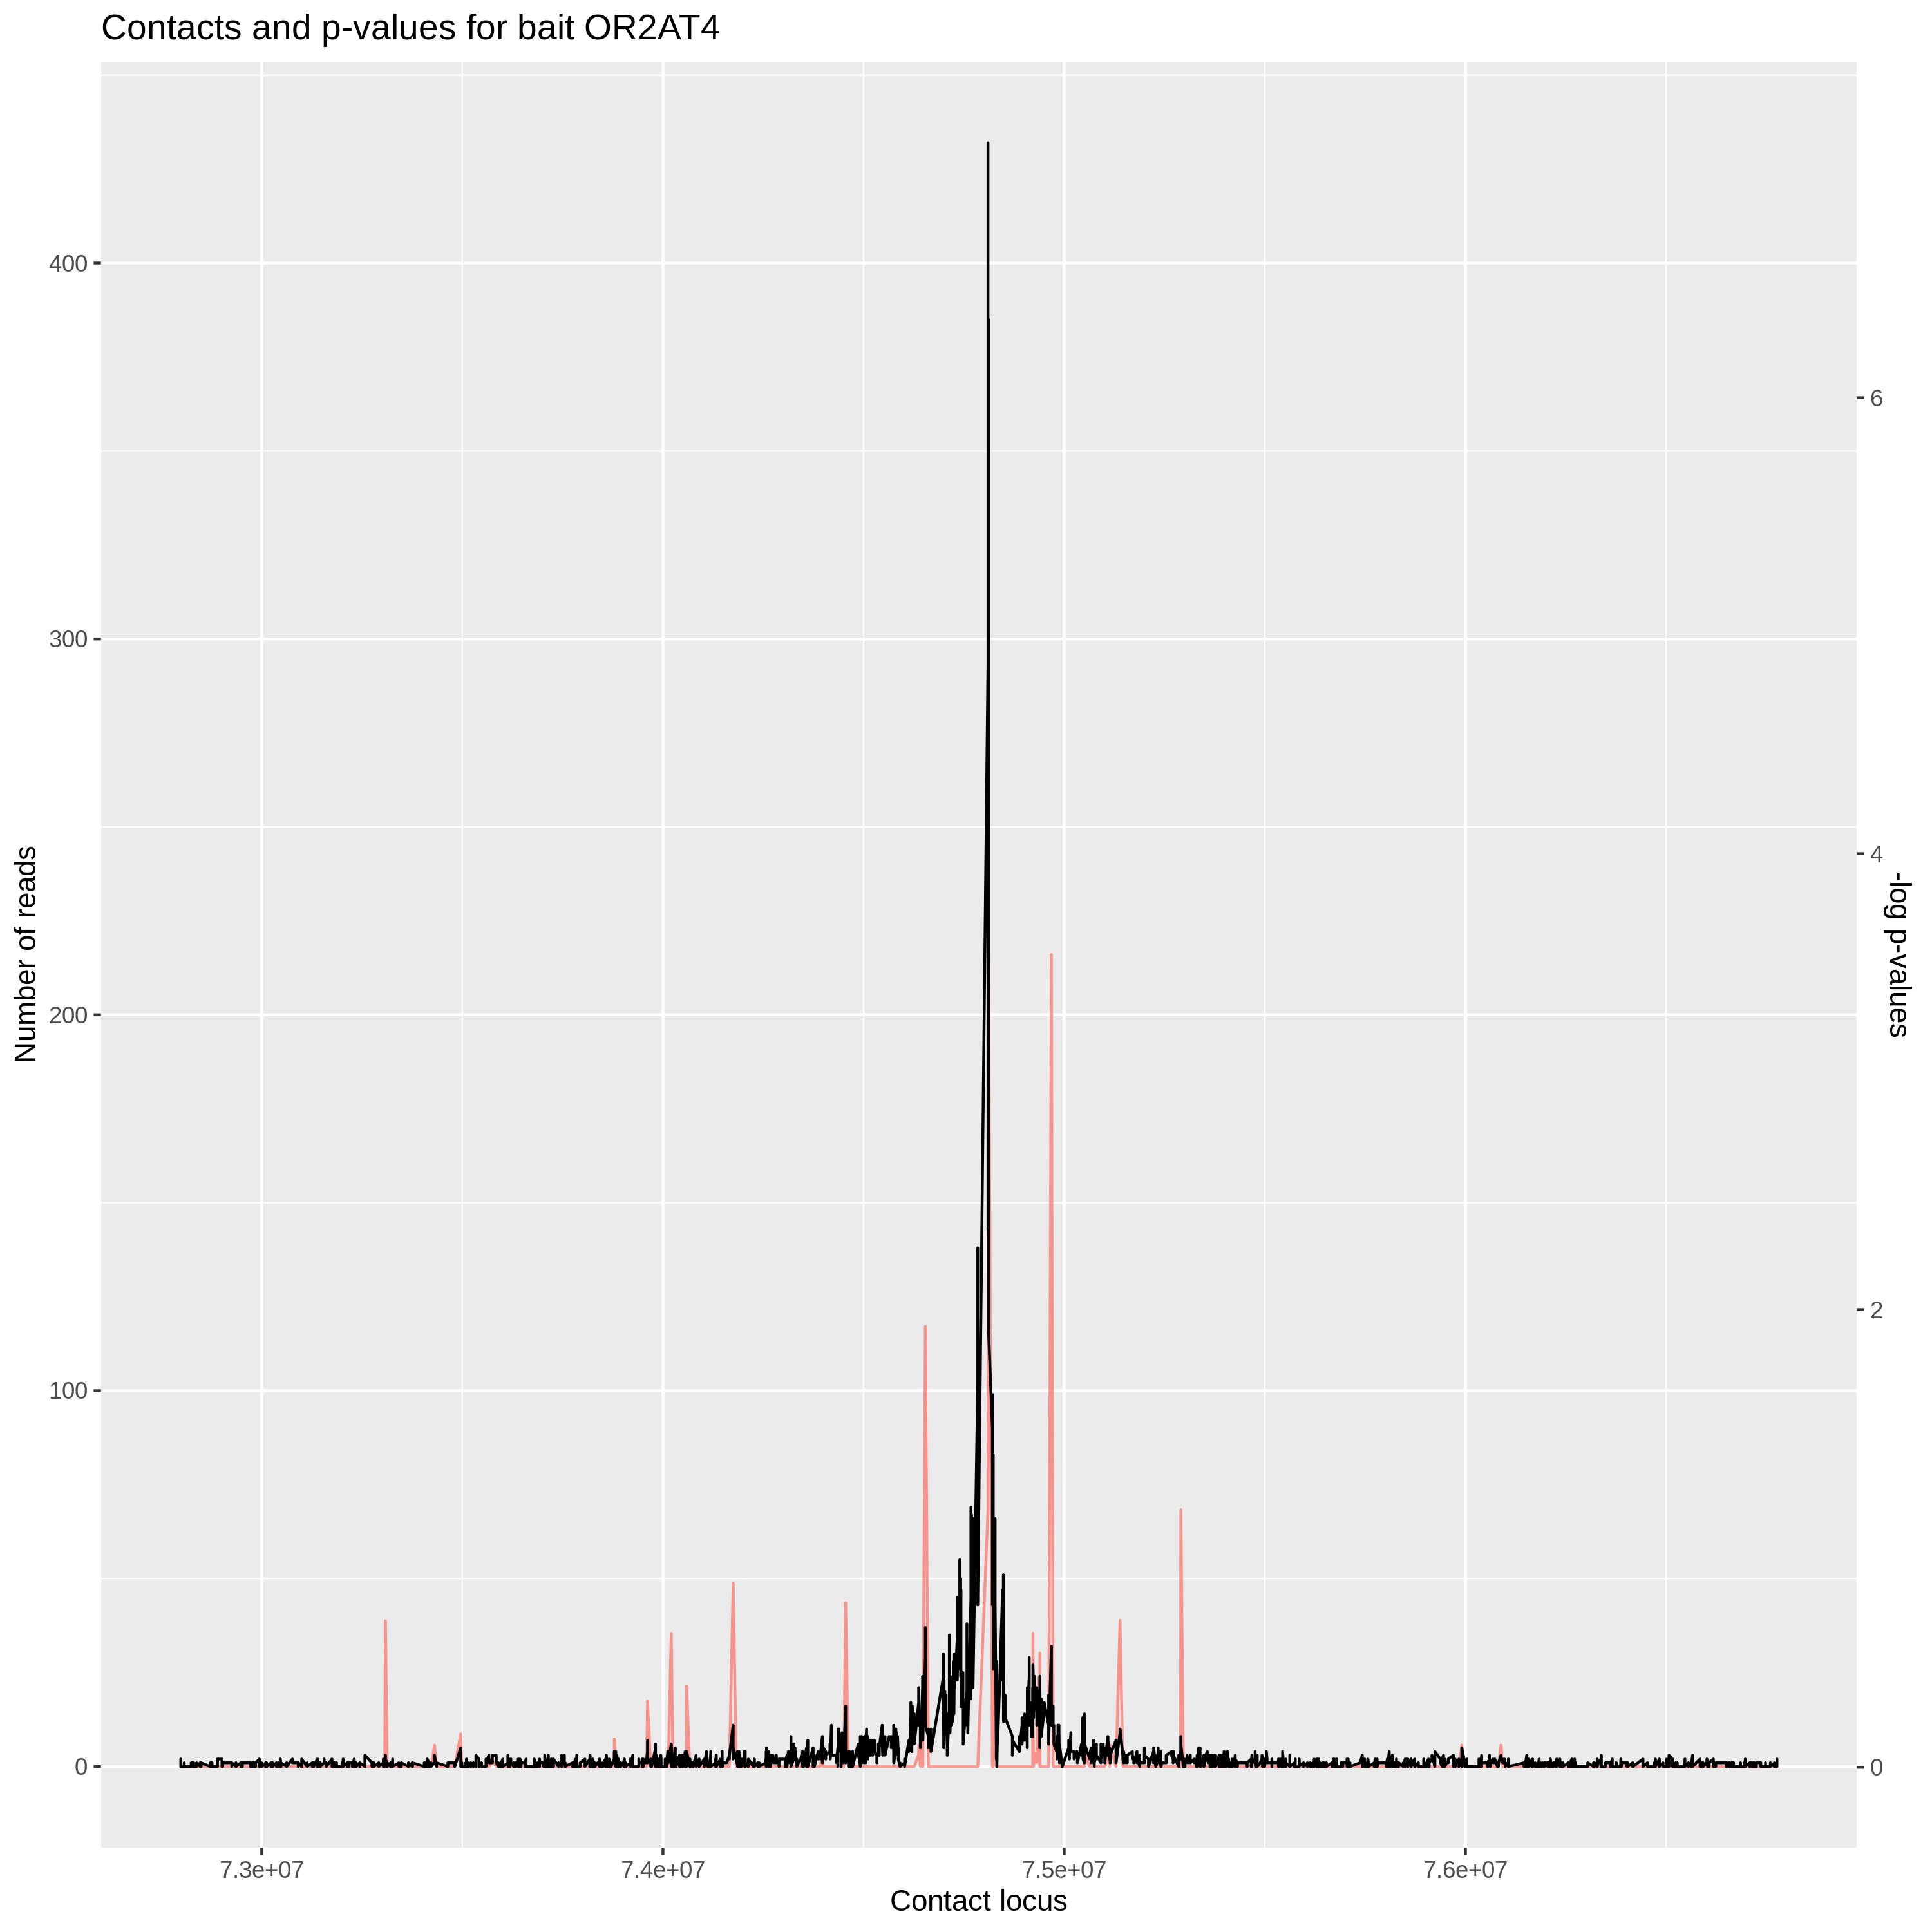 Contacts and p-values for bait OR2AT4
400
300
200
100
0
Number of reads
6
4
2
0
-log p-values
7.3e+07 7.4e+07 7.5e+07 7.6e+07
Contact locus